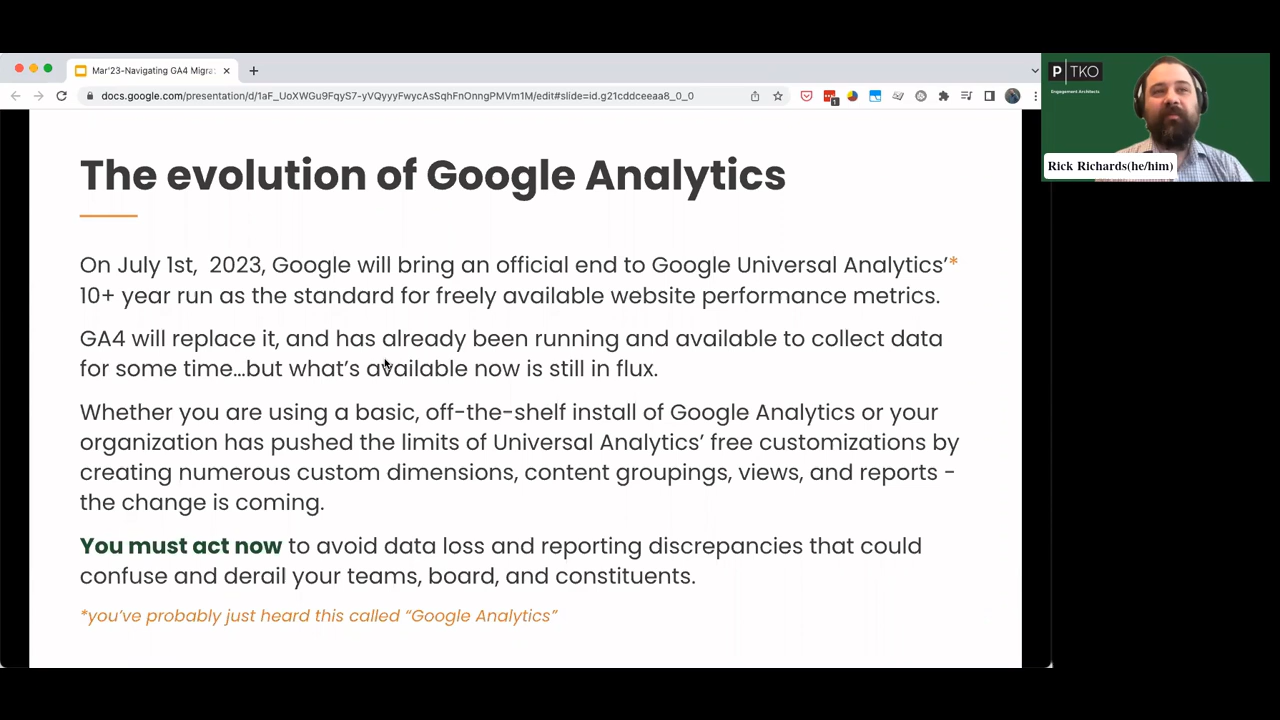 Mar'23-Navigating GA4 Migra
docs.google.com/presentation/d/1aF_UoXWGu9FqyS7-vVQvyvFwycAsSqhFnOnngPMVm1M/edit#slide=id.g21cddceeaa8_0_0
P TKO
Engagement Architects
Rick Richards(he/him)
The evolution of Google Analytics
On July 1st,  2023, Google will bring an official end to Google Universal Analytics’*
10+ year run as the standard for freely available website performance metrics.
GA4 will replace it, and has already been running and available to collect data
for some time…but what’s available now is still in flux.
Whether you are using a basic, off-the-shelf install of Google Analytics or your
organization has pushed the limits of Universal Analytics’ free customizations by
creating numerous custom dimensions, content groupings, views, and reports -
the change is coming.
You must act now to avoid data loss and reporting discrepancies that could
confuse and derail your teams, board, and constituents.
*you’ve probably just heard this called “Google Analytics”